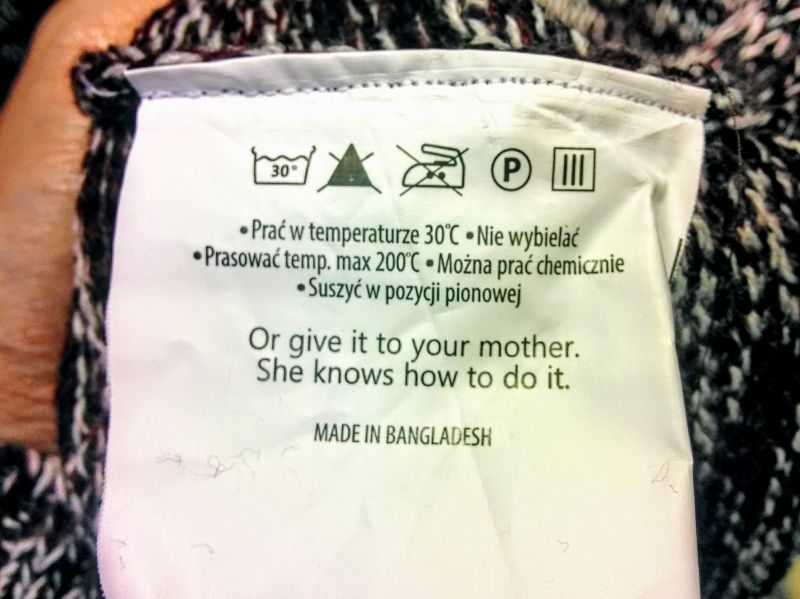 30°
P
•Prać w temperaturze 30°C •Nie wybielać
•Prasować temp. max 200°C •Można prać chemicznie
•Suszyć w pozycji pionowej
Or give it to your mother.
She knows how to do it.
MADE IN BANGLADESH